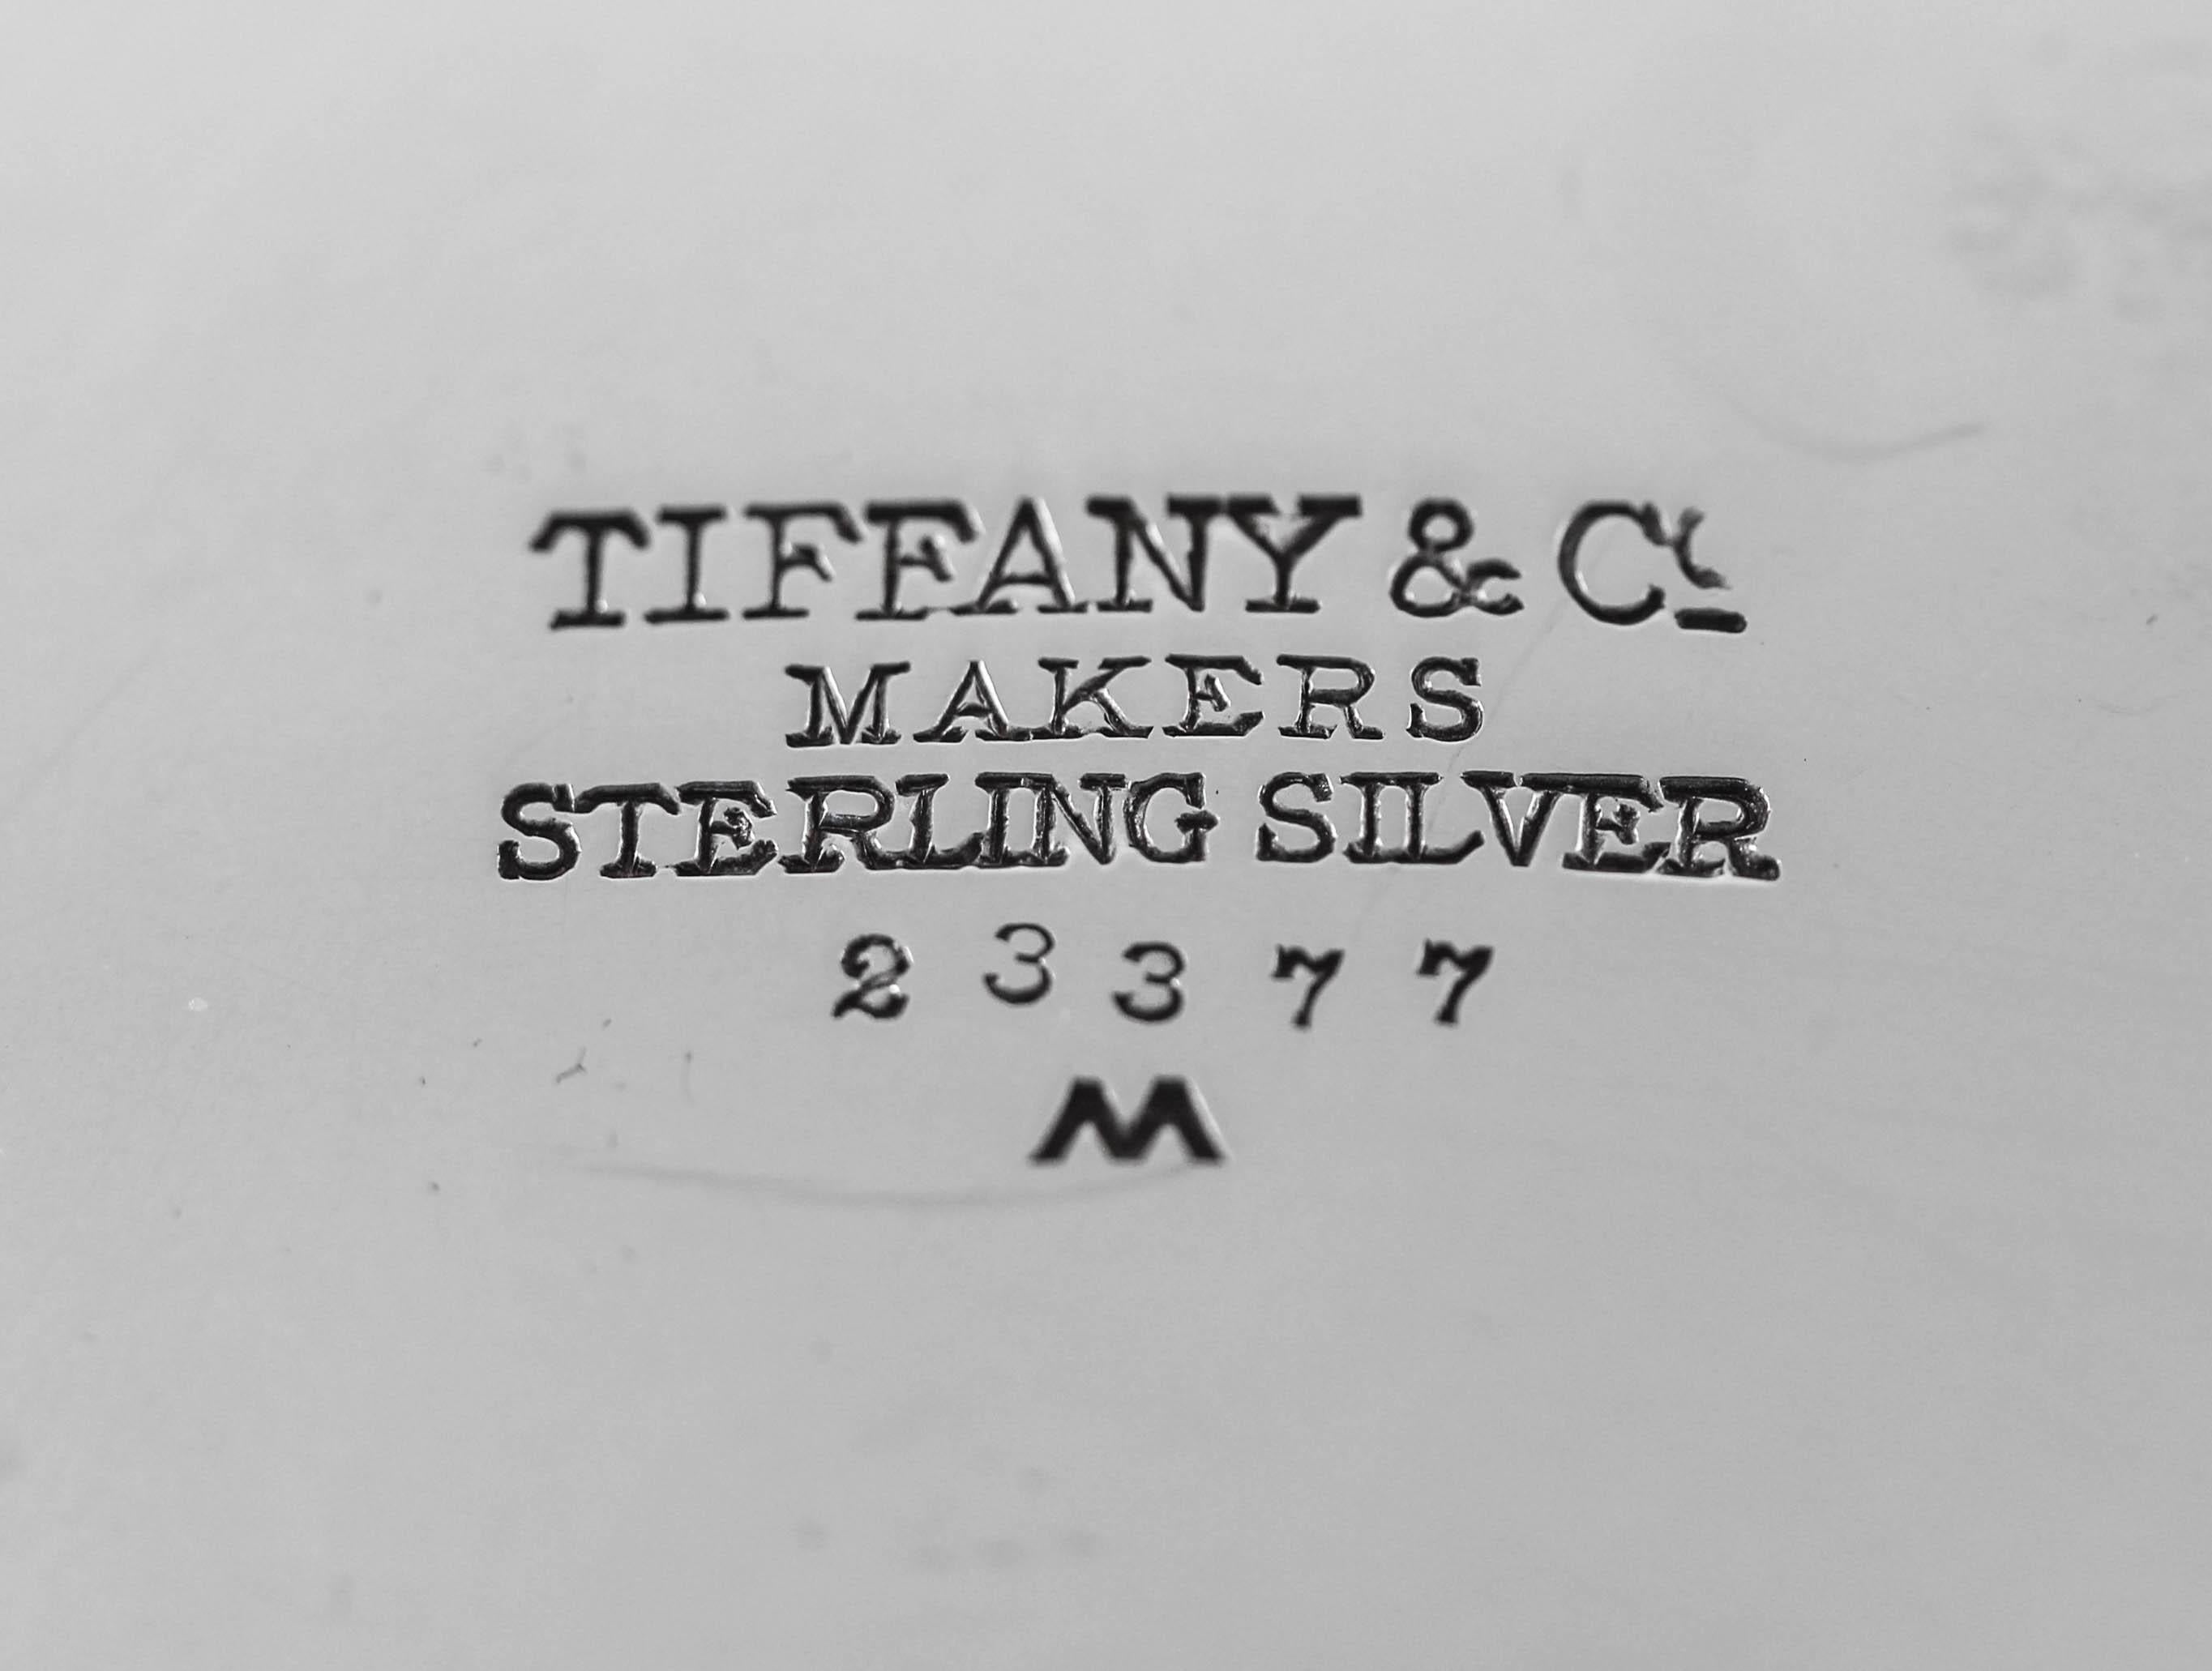 TIFFANY & Co
MAKERS
STERLING SILVER
23377
M